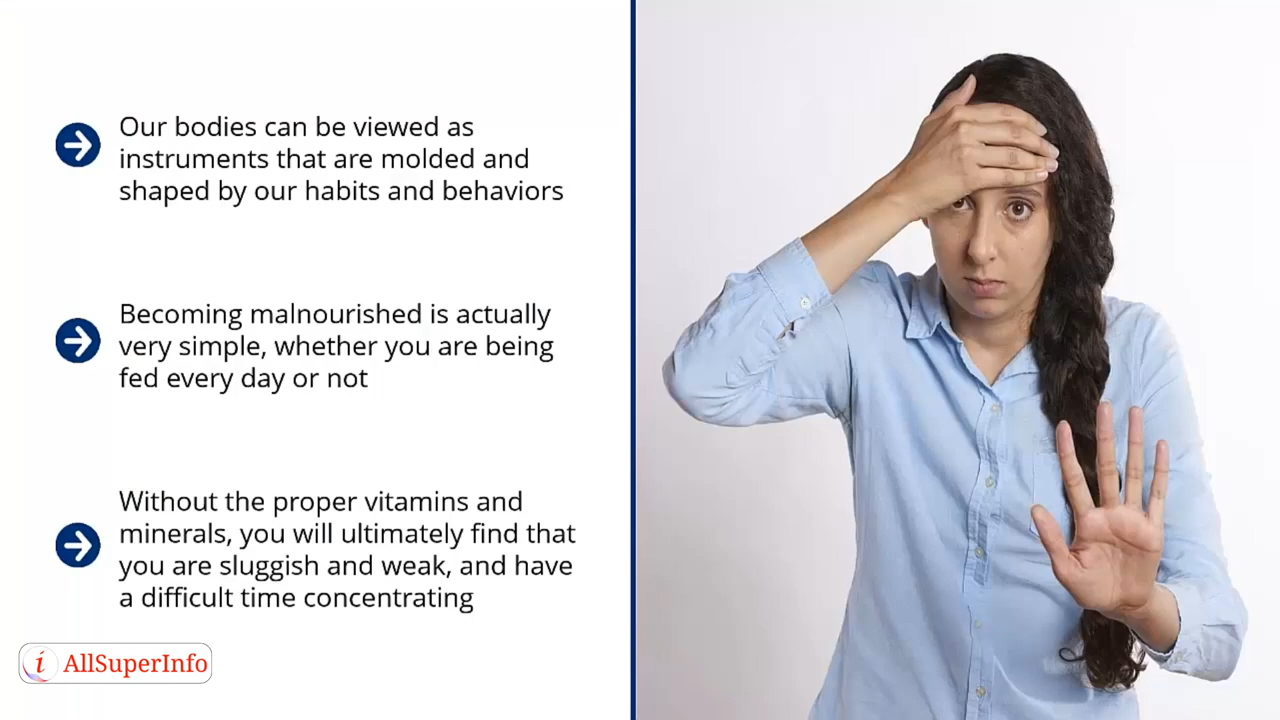 Our bodies can be viewed as
instruments that are molded and
shaped by our habits and behaviors
Becoming malnourished is actually
very simple, whether you are being
fed every day or not
Without the proper vitamins and
minerals, you will ultimately find that
you are sluggish and weak, and have
a difficult time concentrating
i AllSuperInfo